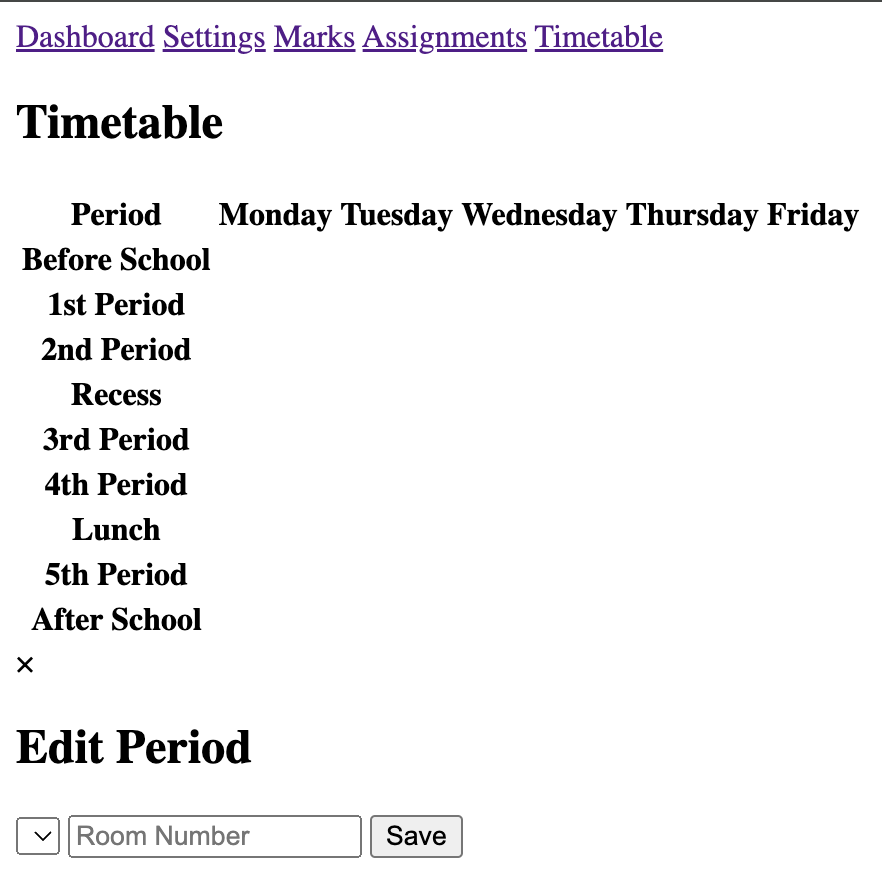 Dashboard Settings Marks Assignments Timetable
Timetable
Period Monday Tuesday Wednesday Thursday Friday
Before School
1st Period
2nd Period
Recess
3rd Period
4th Period
Lunch
5th Period
After School
×
Edit Period
Room Number Save